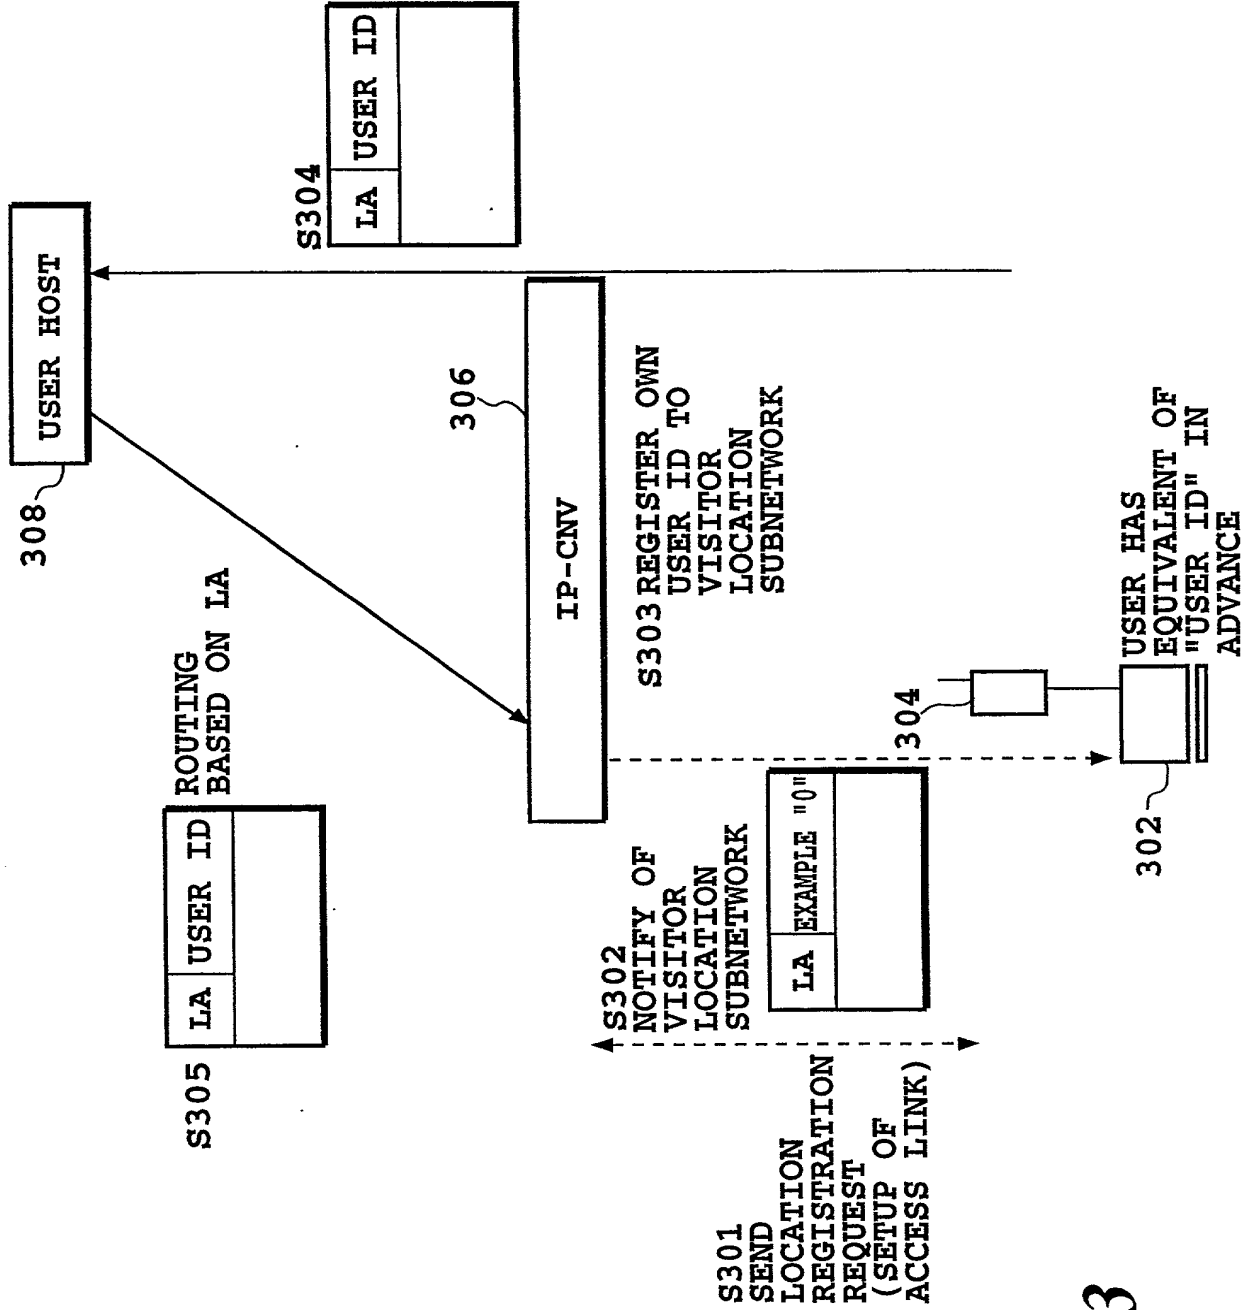 S301
SEND
LOCATION
REGISTRATION
REQUEST
(SETUP OF
ACCESS LINK)
S305
LA
USER ID
ROUTING
BASED ON LA
308
USER HOST
S304
LA
USER ID
306
IP-CNV
S302
NOTIFY OF
VISITOR
LOCATION
SUBNETWORK
LA
EXAMPLE "0"
S303 REGISTER OWN
USER ID TO
VISITOR
LOCATION
SUBNETWORK
304
302
USER HAS
EQUIVALENT OF
"USER ID" IN
ADVANCE
3